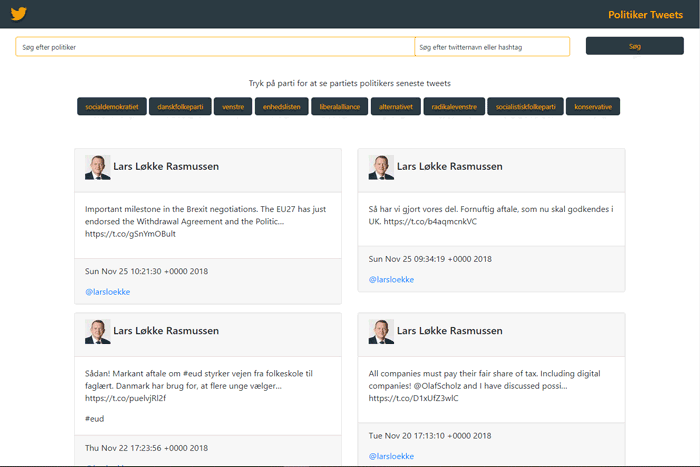 Politiker Tweets
Søg efter politiker
Søg efter twitternavn eller hashtag
Søg
Tryk på parti for at se partiets politikers seneste tweets
socialdemokratiet danskfolkeparti venstre enhedslisten liberalalliance alternativet radikalevenstre socialistiskfolkeparti konservative
Lars Løkke Rasmussen
Important milestone in the Brexit negotiations. The EU27 has just
endorsed the Withdrawal Agreement and the Politic...
https://t.co/gSnYmOBuIt
Sun Nov 25 10:21:30 +0000 2018
@larsloekke
Lars Løkke Rasmussen
Så har vi gjort vores del. Fornuftig aftale, som nu skal godkendes i
UK. https://t.co/b4aqmcnkVC
Sun Nov 25 09:34:19 +0000 2018
@larsloekke
Lars Løkke Rasmussen
Sådan! Markant aftale om #eud styrker vejen fra folkeskole til
faglært. Danmark har brug for, at flere unge vælger...
https://t.co/puelvjRl2f
#eud
Thu Nov 22 17:23:56 +0000 2018
Lars Løkke Rasmussen
All companies must pay their fair share of tax. Including digital
companies! @OlafScholz and I have discussed possi...
https://t.co/D1xUfZ3wlC
Tue Nov 20 17:13:10 +0000 2018
@larsloekke